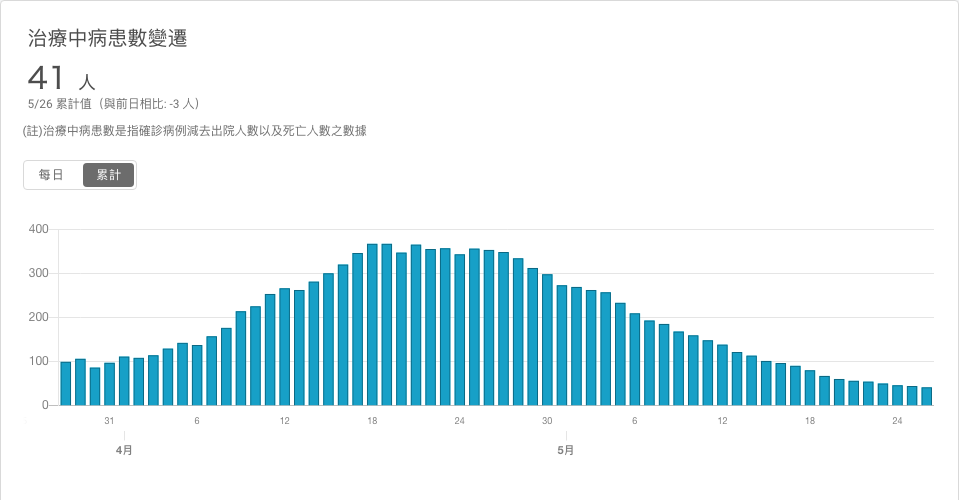 治療中病患數變遷
41 人
5/26 累計值（與前日相比: -3 人）
(註)治療中病患數是指確診病例減去出院人數以及死亡人數之數據
每日 累計
400
300
200
100
0
31 6 12 18 24 30 6 12 18 24
4月 5月